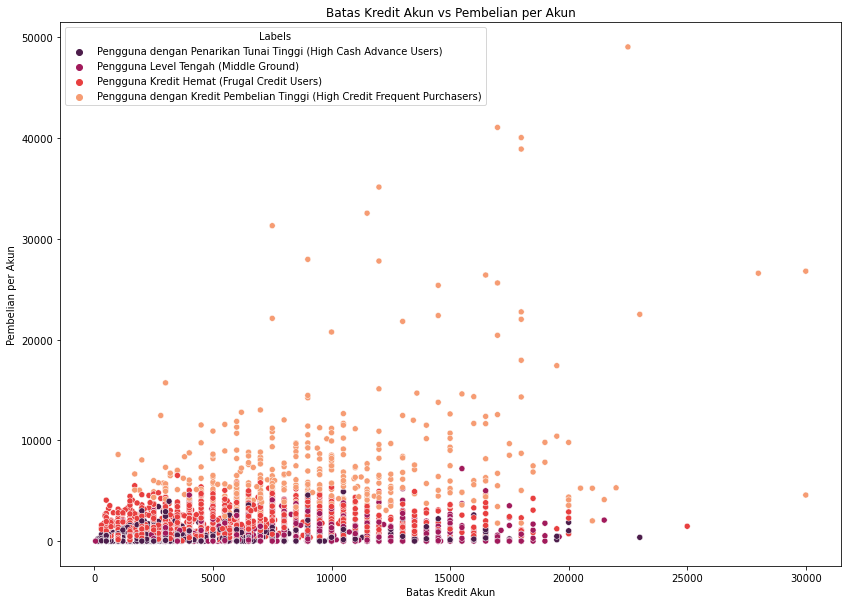 Batas Kredit Akun vs Pembelian per Akun
Labels
Pengguna dengan Penarikan Tunai Tinggi (High Cash Advance Users)
Pengguna Level Tengah (Middle Ground)
Pengguna Kredit Hemat (Frugal Credit Users)
Pengguna dengan Kredit Pembelian Tinggi (High Credit Frequent Purchasers)
Pembelian per Akun
50000
40000
30000
20000
10000
0
0 5000 10000 15000 20000 25000 30000
Batas Kredit Akun